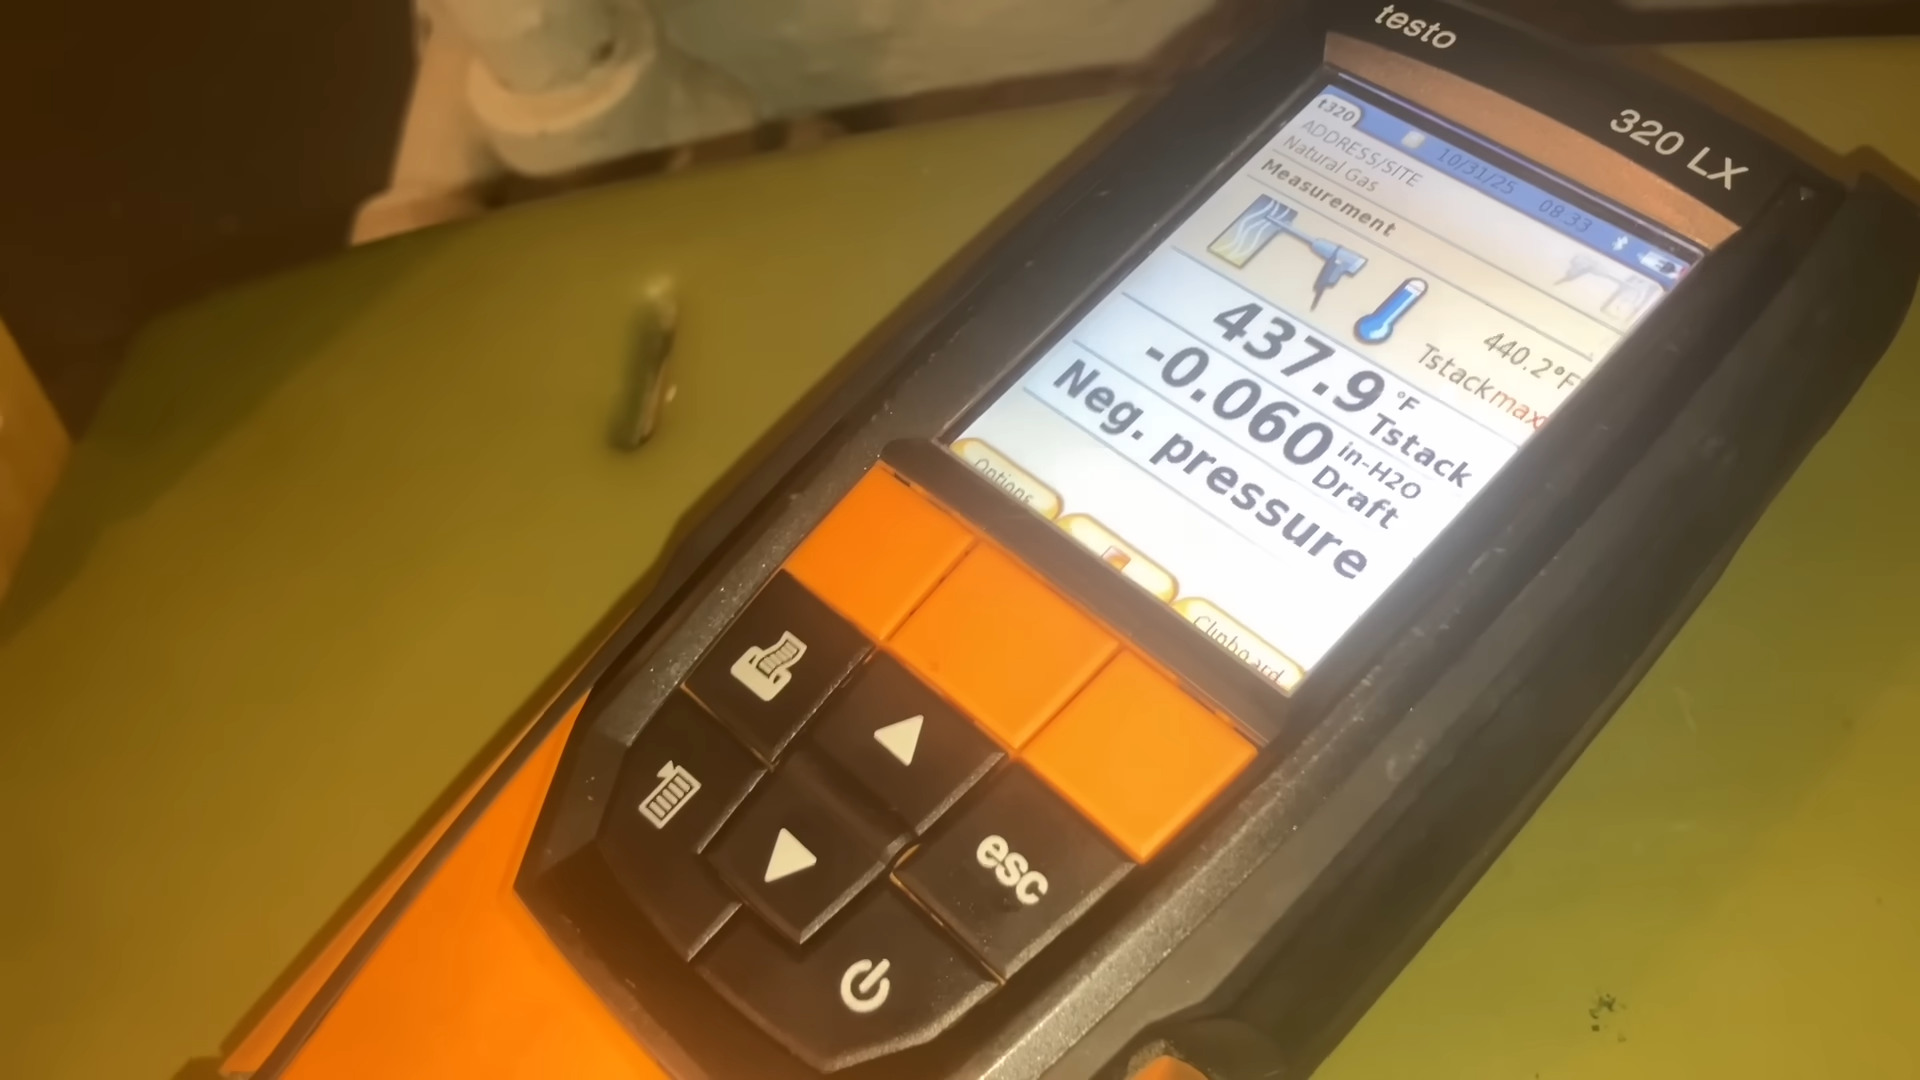 testo
320 LX
t320
10/31/25 08:33
ADDRESS/SITE
Natural Gas
Measurement
440.2°F
Tstackmax
437.9 °F
Tstack
-0.060 in-H2O
Draft
Neg. pressure
Options
Clipboard
esc